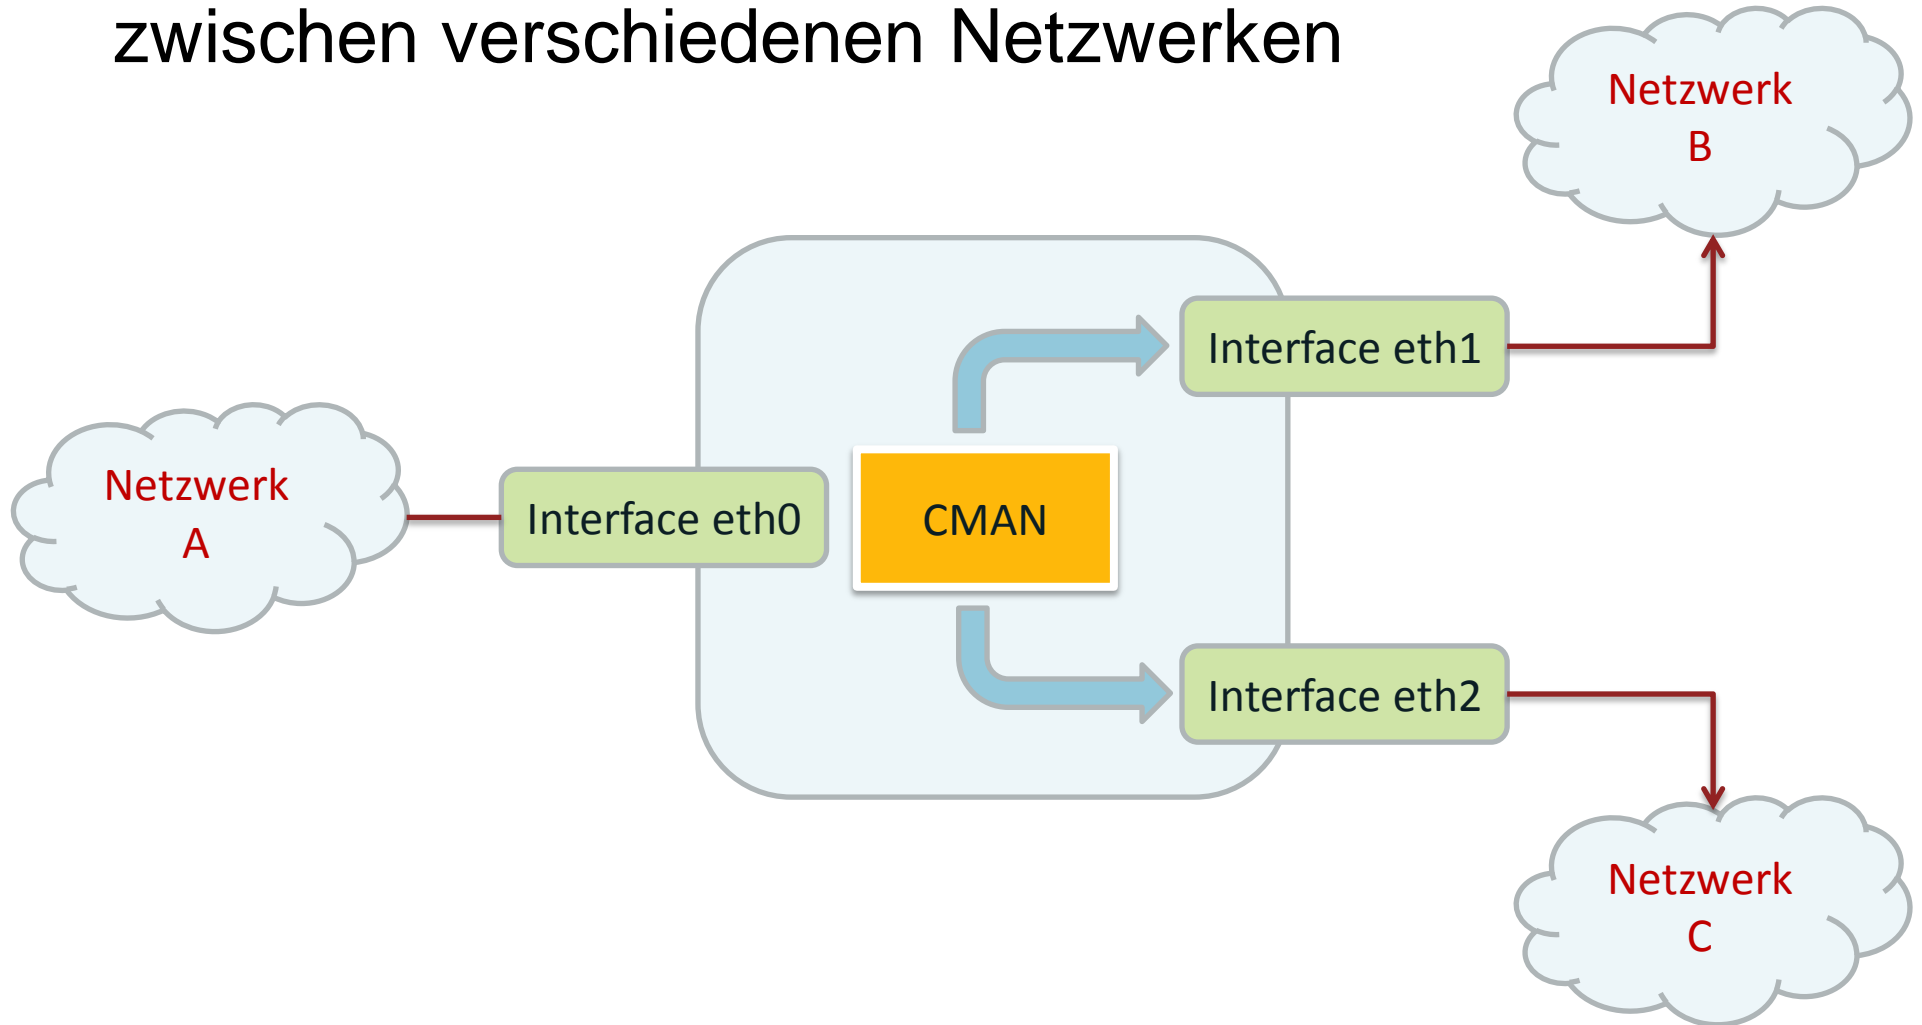 zwischen verschiedenen Netzwerken
Netzwerk
B
Interface eth1
Netzwerk
A
Interface eth0
CMAN
Interface eth2
Netzwerk
C